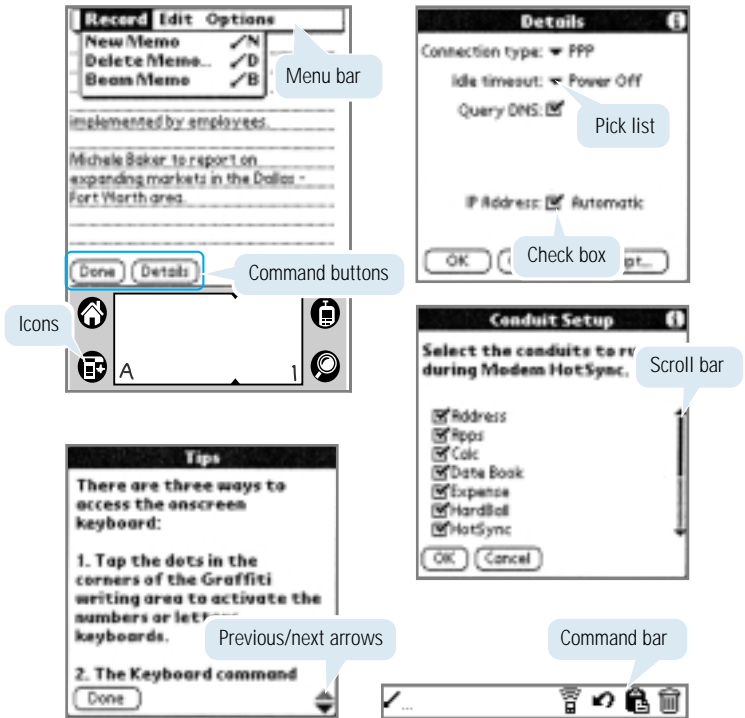 Record Edit Options
New Memo ✓N
Delete Memo... ✓D
Beam Memo ✓B
Menu bar
implemented by employees.
Michele Baker to report on
expanding markets in the Dallas -
Fort Worth area.
Done Details
Command buttons
Icons
A 1
Details
Connection type: PPP
Idle timeout: Power Off
Query DNS:
Pick list
IP Address: Automatic
Check box
OK
Conduit Setup
Select the conduits to
during Modem HotSync.
Scroll bar
Address
Apps
Calc
Date Book
Expense
HardBall
HotSync
OK Cancel
Tips
There are three ways to
access the onscreen
keyboard:
1. Tap the dots in the
corners of the Graffiti
writing area to activate the
numbers or
keyboards.
Previous/next arrows
2. The Keyboard command
Done
Command bar
...